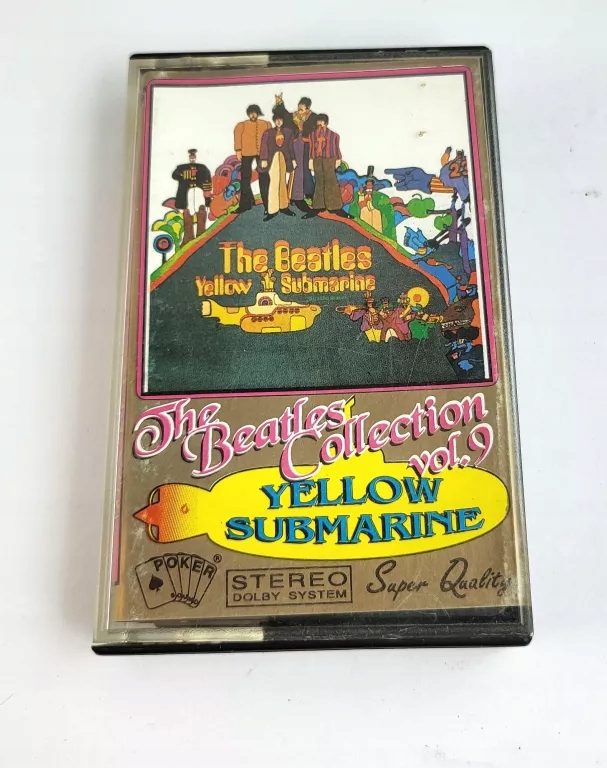 The Beatles
Yellow Submarine
The Beatles
Collection
vol.9
YELLOW
SUBMARINE
POKER®
STEREO
DOLBY SYSTEM
Super Quality